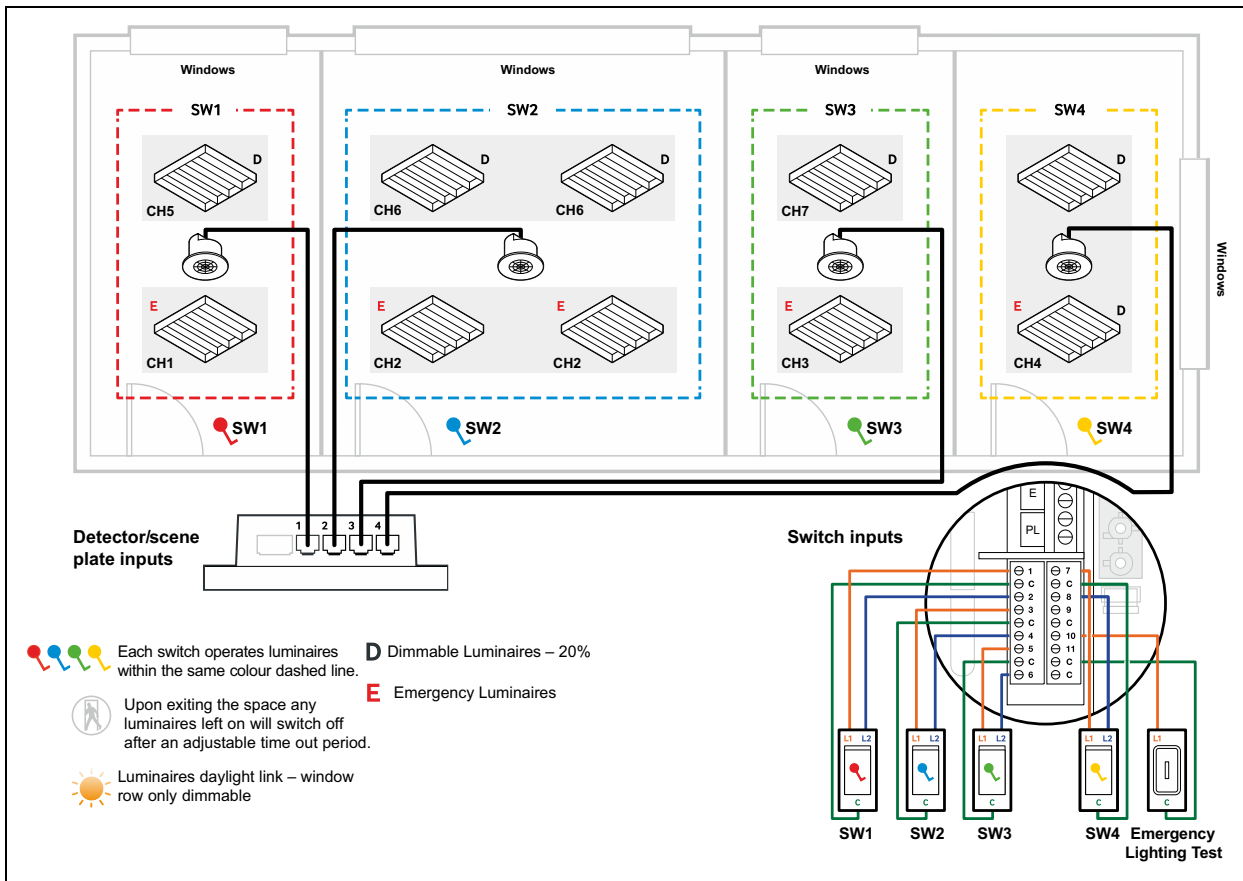 Windows
Windows
Windows
SW1
SW2
SW3
SW4
D
D
D
D
CH5
CH6
CH6
CH7
Windows
E
E
E
E
D
CH1
CH2
CH2
CH3
CH4
SW1
SW2
SW3
SW4
Detector/scene
plate inputs
1 2 3 4
Switch inputs
E
PL
1
C
2
3
C
4
5
C
6
7
C
8
9
C
10
11
C
C
Each switch operates luminaires
within the same colour dashed line.
Upon exiting the space any
luminaires left on will switch off
after an adjustable time out period.
Luminaires daylight link – window
row only dimmable
D Dimmable Luminaires – 20%
E Emergency Luminaires
L1 L2
L1 L2
L1 L2
L1 L2
L1
C
C
C
C
C
SW1
SW2
SW3
SW4
Emergency
Lighting Test